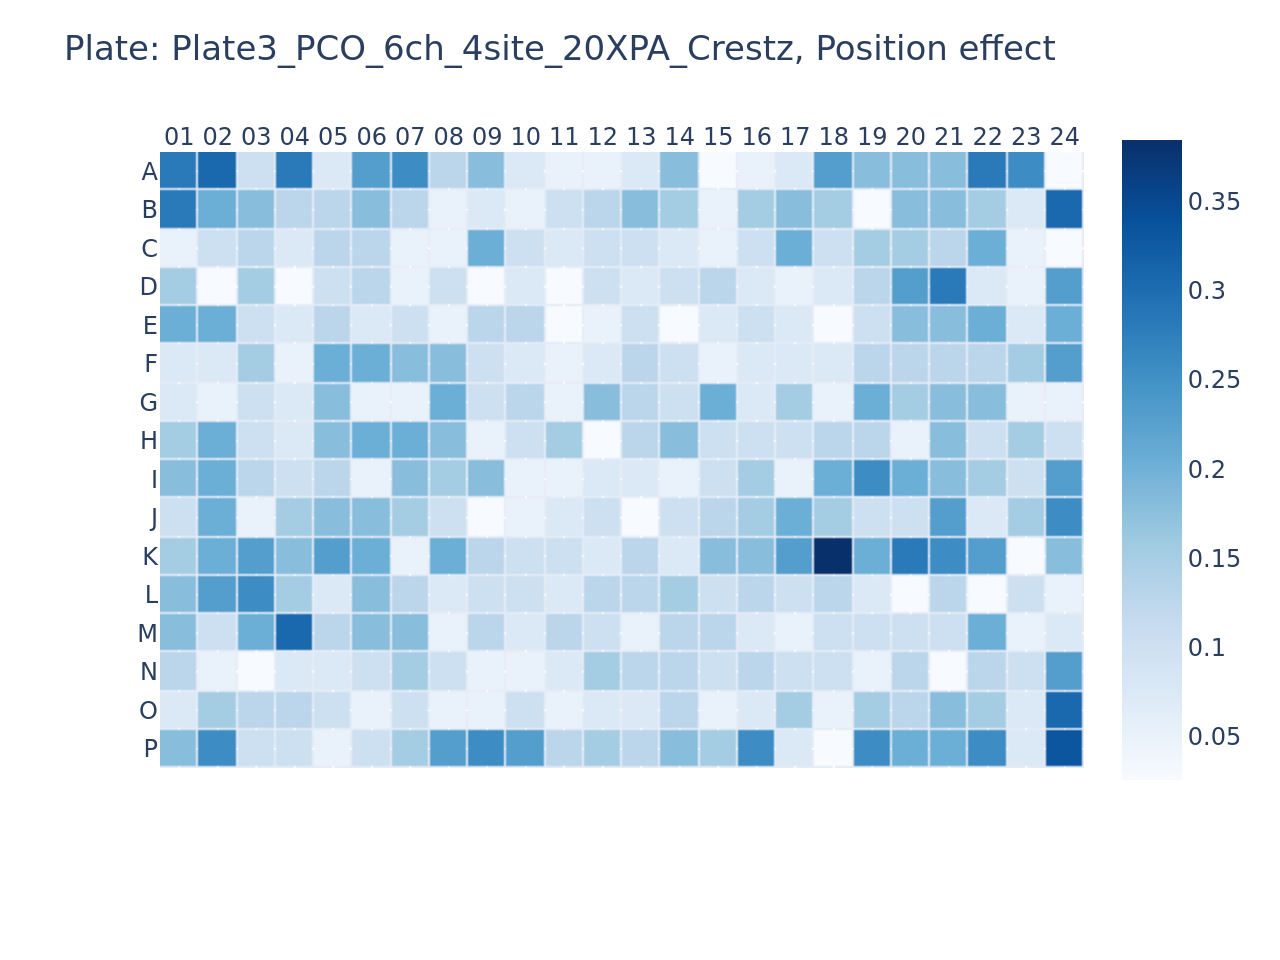 Plate: Plate3_PCO_6ch_4site_20XPA_Crestz, Position effect
01 02 03 04 05 06 07 08 09 10 11 12 13 14 15 16 17 18 19 20 21 22 23 24
A
B
C
D
E
F
G
H
I
J
K
L
M
N
O
P
0.35
0.3
0.25
0.2
0.15
0.1
0.05